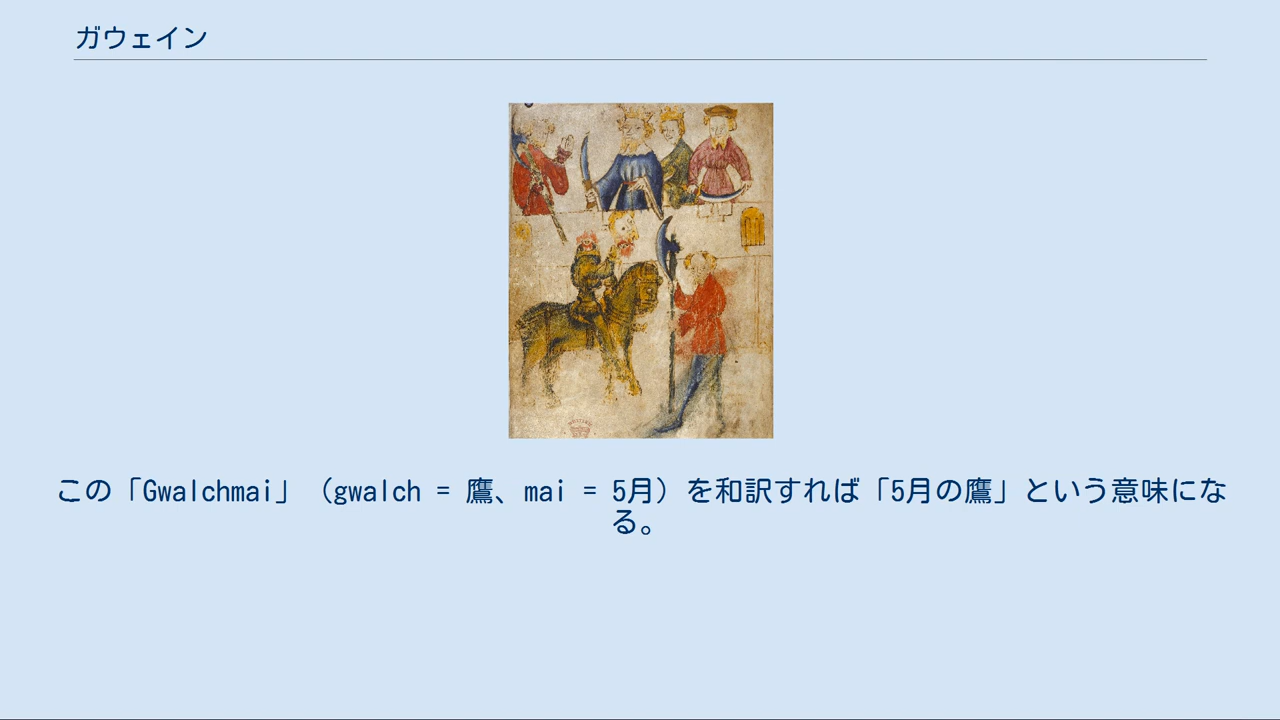 ガウェイン
この「Gwalchmai」（gwalch = 鷹、mai = 5月）を和訳すれば「5月の鷹」という意味にな
る。